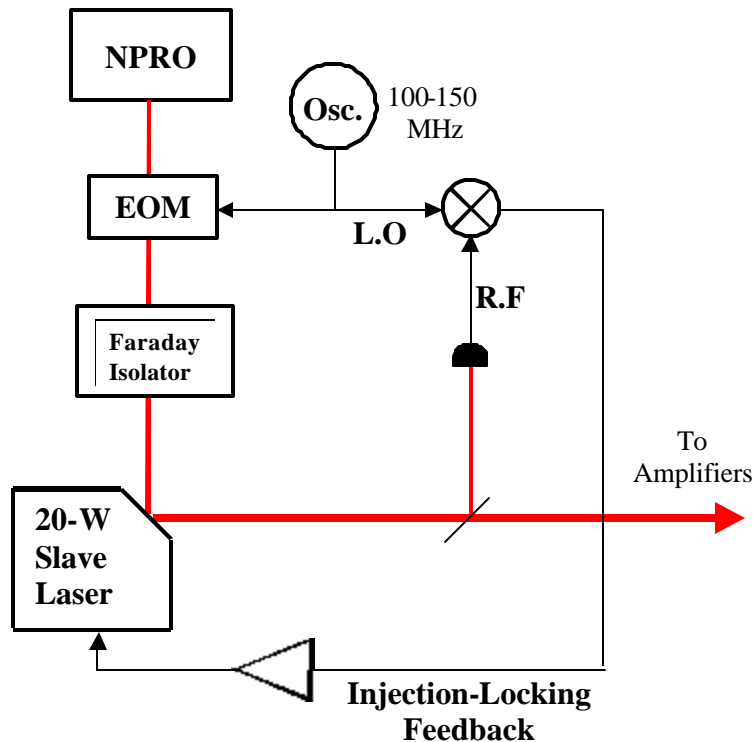 NPRO
Osc.
100-150
MHz
EOM
L.O
R.F
Faraday
Isolator
To
Amplifiers
20-W
Slave
Laser
Injection-Locking
Feedback